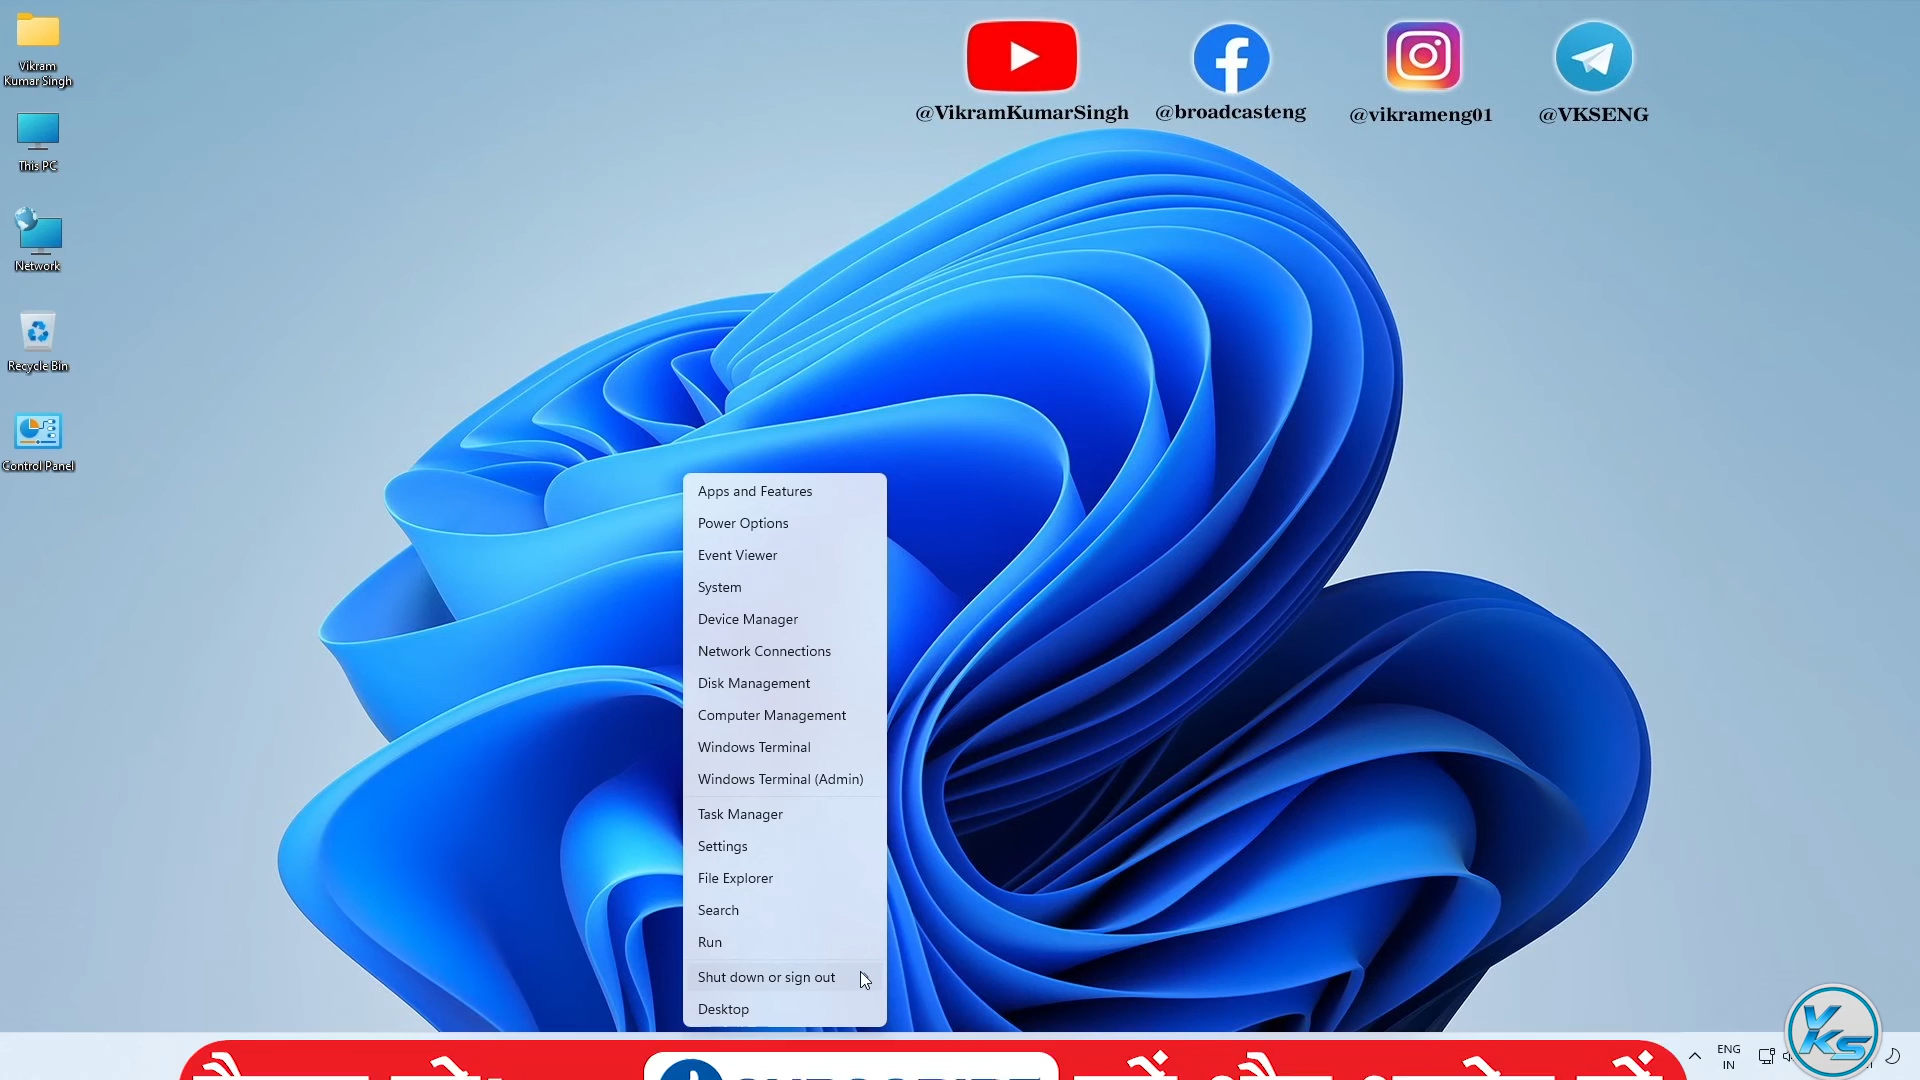 Vikram
Kumar Singh
This PC
Network
Recycle Bin
Control Panel
@VikramKumarSingh
@broadcasteng
@vikrameng01
@VKSENG
Apps and Features
Power Options
Event Viewer
System
Device Manager
Network Connections
Disk Management
Computer Management
Windows Terminal
Windows Terminal (Admin)
Task Manager
Settings
File Explorer
Search
Run
Shut down or sign out
Desktop
ENG
IN
VKS